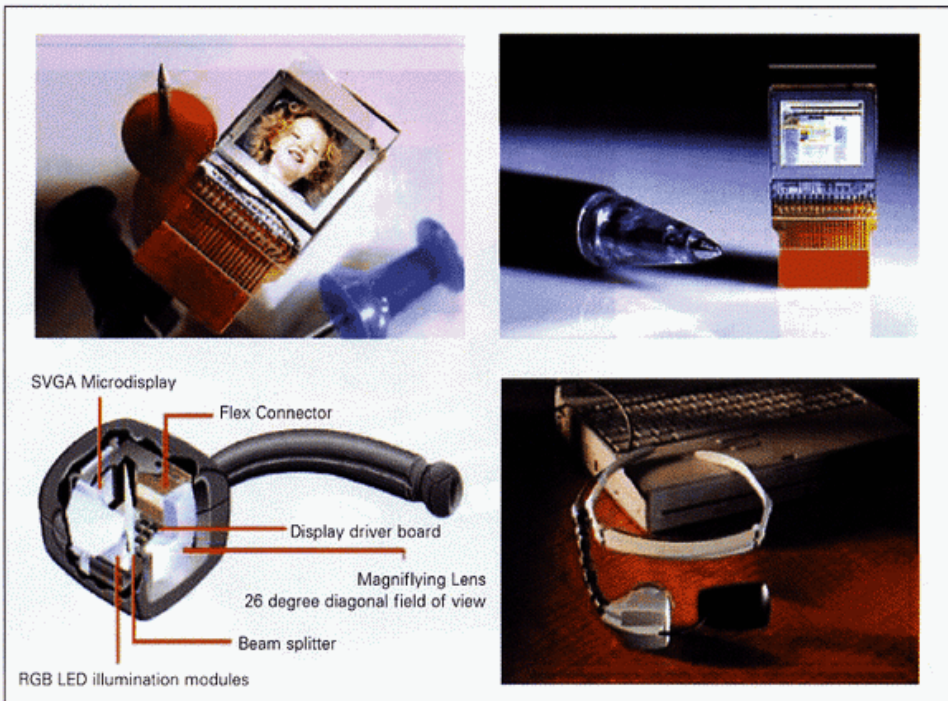 SVGA Microdisplay
Flex Connector
Display driver board
Magniflying Lens
26 degree diagonal field of view
Beam splitter
RGB LED illumination modules